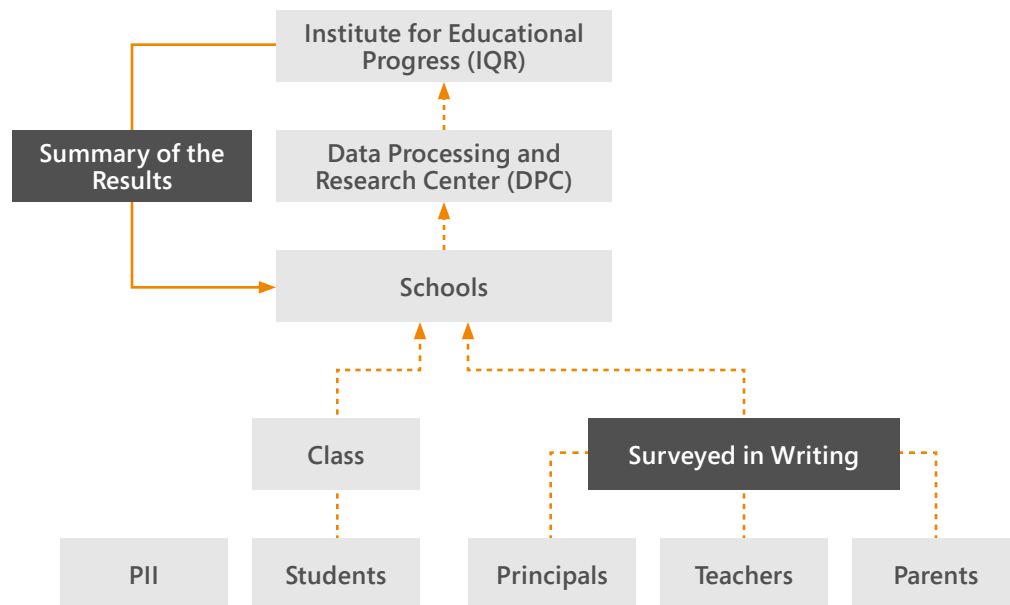 Institute for Educational
Progress (IQR)
Summary of the
Results
Data Processing and
Research Center (DPC)
Schools
Class
Surveyed in Writing
PII
Students
Principals
Teachers
Parents